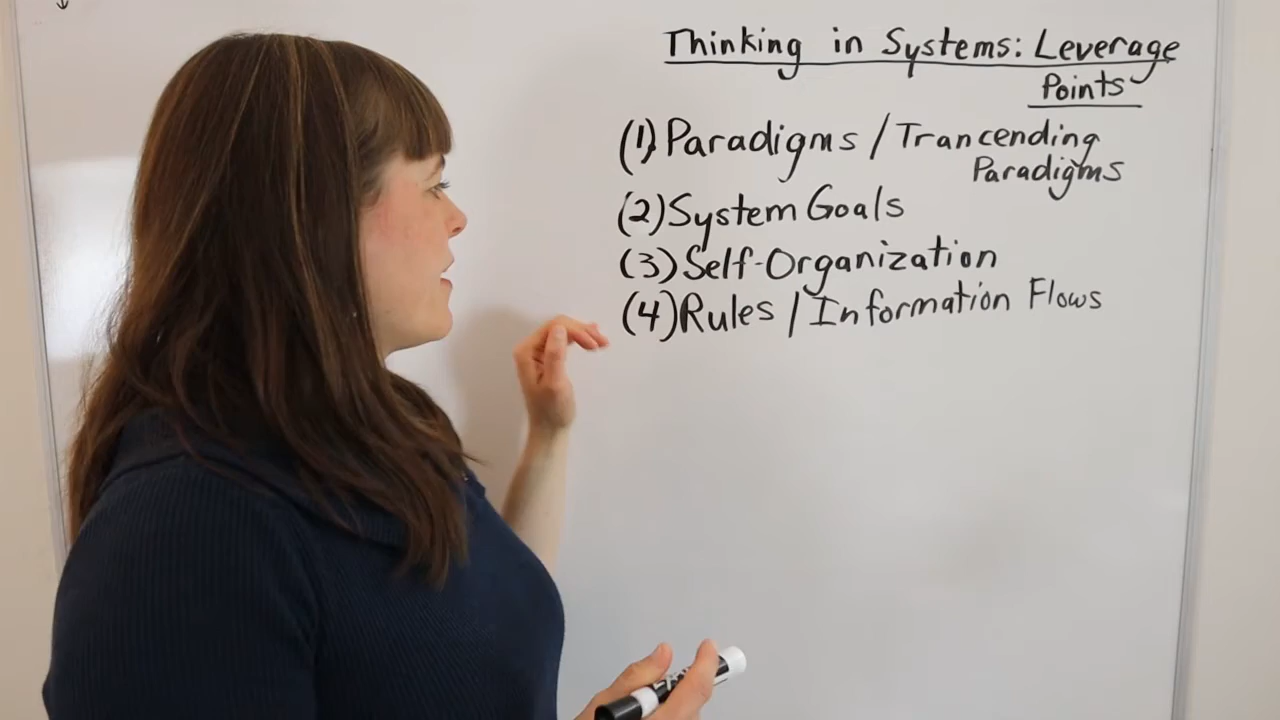 Thinking in Systems: Leverage
Points
(1) Paradigms / Trancending
Paradigms
(2) System Goals
(3) Self-Organization
(4) Rules / Information Flows